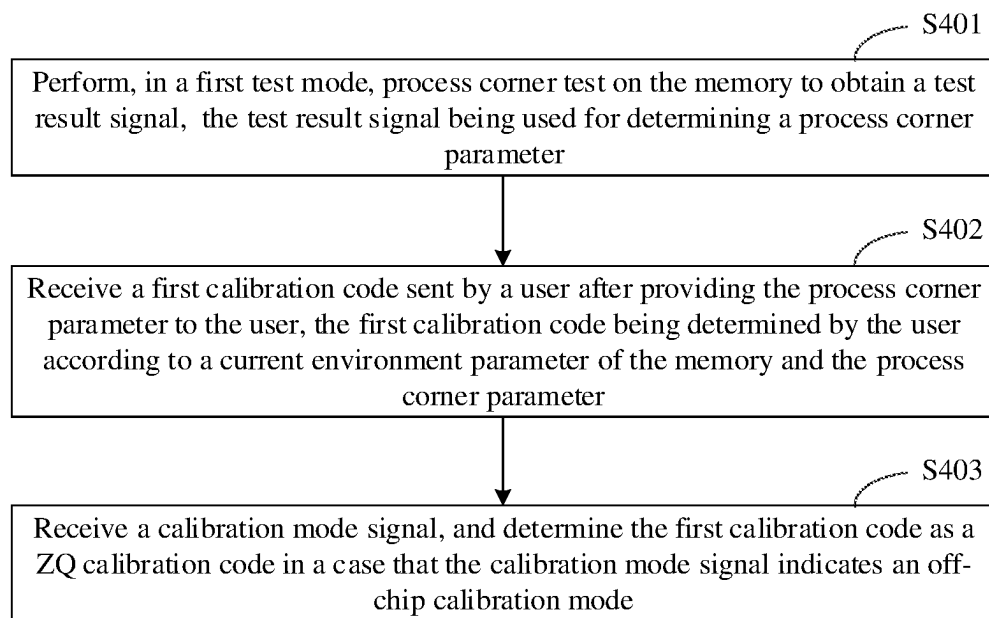 S401
Perform, in a first test mode, process corner test on the memory to obtain a test
result signal, the test result signal being used for determining a process corner
parameter
S402
Receive a first calibration code sent by a user after providing the process corner
parameter to the user, the first calibration code being determined by the user
according to a current environment parameter of the memory and the process
corner parameter
S403
Receive a calibration mode signal, and determine the first calibration code as a
ZQ calibration code in a case that the calibration mode signal indicates an off-
chip calibration mode